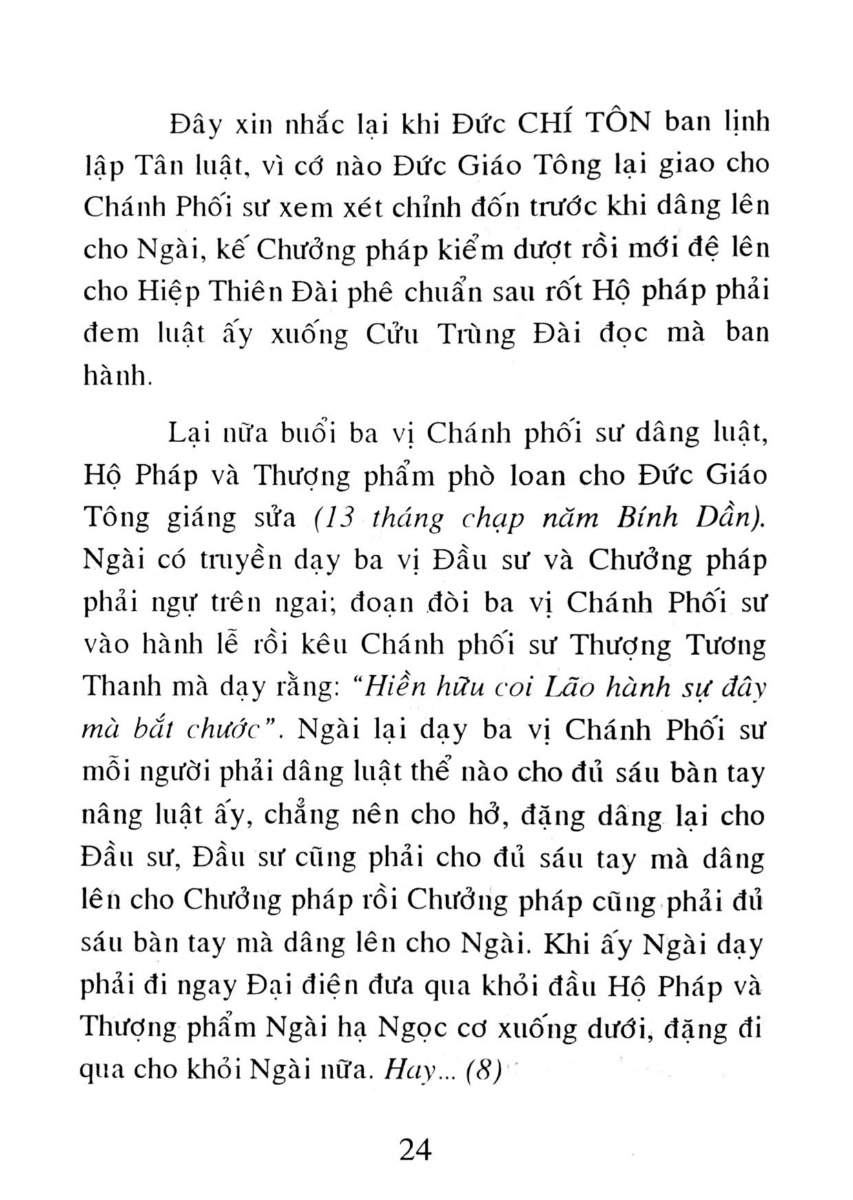 Đây xin nhắc lại khi Đức CHÍ TÔN ban lịnh
lập Tân luật, vì cớ nào Đức Giáo Tông lại giao cho
Chánh Phối sư xem xét chỉnh đốn trước khi dâng lên
cho Ngài, kế Chưởng pháp kiểm dượt rồi mới đệ lên
cho Hiệp Thiên Đài phê chuẩn sau rốt Hộ pháp phải
đem luật ấy xuống Cửu Trùng Đài đọc mà ban
hành.
Lại nữa buổi ba vị Chánh phối sư dâng luật,
Hộ Pháp và Thượng phẩm phò loan cho Đức Giáo
Tông giáng sửa (13 tháng chạp năm Bính Dần).
Ngài có truyền dạy ba vị Đầu sư và Chưởng pháp
phải ngự trên ngai; đoạn đòi ba vị Chánh Phối sư
vào hành lễ rồi kêu Chánh phối sư Thượng Tương
Thanh mà dạy rằng: “Hiền hữu coi Lão hành sự đây
mà bắt chước”. Ngài lại dạy ba vị Chánh Phối sư
mỗi người phải dâng luật thể nào cho đủ sáu bàn tay
nâng luật ấy, chẳng nên cho hở, đặng dâng lại cho
Đầu sư, Đầu sư cũng phải cho đủ sáu tay mà dâng
lên cho Chưởng pháp rồi Chưởng pháp cũng phải đủ
sáu bàn tay mà dâng lên cho Ngài. Khi ấy Ngài dạy
phải đi ngay Đại điện đưa qua khỏi đầu Hộ Pháp và
Thượng phẩm Ngài hạ Ngọc cơ xuống dưới, đặng đi
qua cho khỏi Ngài nữa. Hay... (8)
24